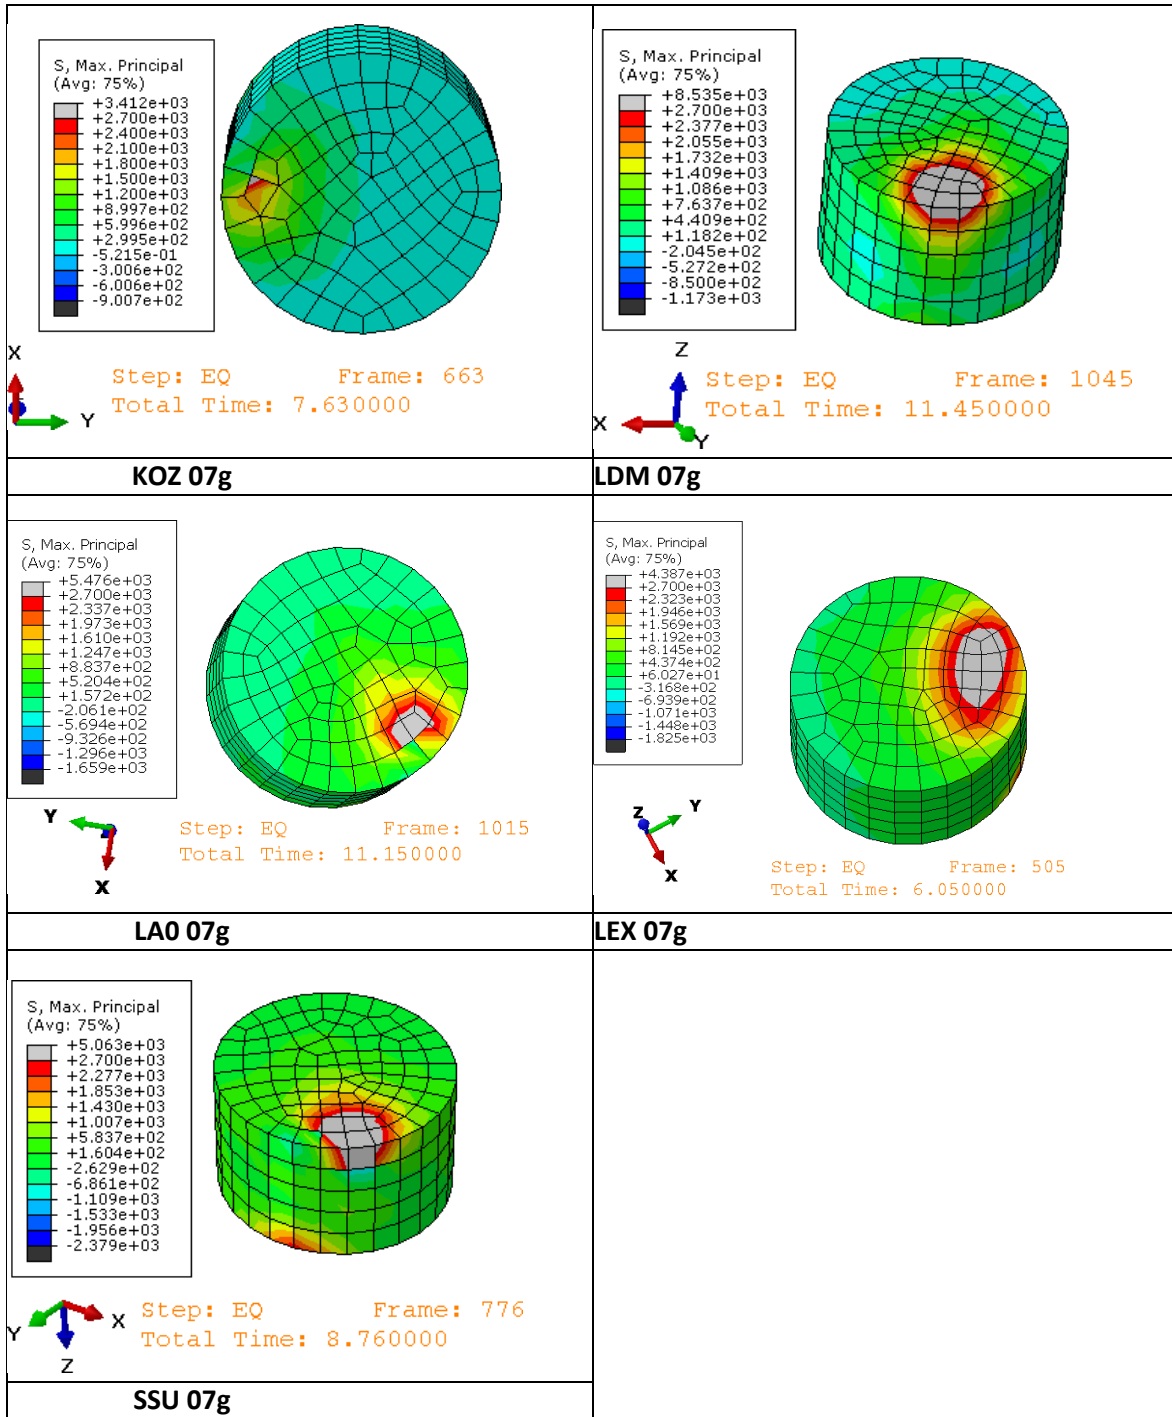 S, Max. Principal
(Avg: 75%)
+3.412e+03
+2.700e+03
+2.400e+03
+2.100e+03
+1.800e+03
+1.500e+03
+1.200e+03
+8.997e+02
+5.996e+02
+2.995e+02
-5.215e-01
-3.006e+02
-6.006e+02
-9.007e+02
X
Y
Step: EQ Frame: 663
Total Time: 7.630000
KOZ 07g
S, Max. Principal
(Avg: 75%)
+8.535e+03
+2.700e+03
+2.377e+03
+2.055e+03
+1.732e+03
+1.409e+03
+1.086e+03
+7.637e+02
+4.409e+02
+1.182e+02
-2.045e+02
-5.272e+02
-8.500e+02
-1.173e+03
Z
X
Y
Step: EQ Frame: 1045
Total Time: 11.450000
LDM 07g
S, Max. Principal
(Avg: 75%)
+5.476e+03
+2.700e+03
+2.337e+03
+1.973e+03
+1.610e+03
+1.247e+03
+8.837e+02
+5.204e+02
+1.572e+02
-2.061e+02
-5.694e+02
-9.326e+02
-1.296e+03
-1.659e+03
Y
X
Step: EQ Frame: 1015
Total Time: 11.150000
LA0 07g
S, Max. Principal
(Avg: 75%)
+4.387e+03
+2.700e+03
+2.323e+03
+1.946e+03
+1.569e+03
+1.192e+03
+8.145e+02
+4.374e+02
+6.027e+01
-3.168e+02
-6.939e+02
-1.071e+03
-1.448e+03
-1.825e+03
Z
Y
X
Step: EQ Frame: 505
Total Time: 6.050000
LEX 07g
S, Max. Principal
(Avg: 75%)
+5.063e+03
+2.700e+03
+2.277e+03
+1.853e+03
+1.430e+03
+1.007e+03
+5.837e+02
+1.604e+02
-2.629e+02
-6.861e+02
-1.109e+03
-1.533e+03
-1.956e+03
-2.379e+03
Y
X
Z
Step: EQ Frame: 776
Total Time: 8.760000
SSU 07g